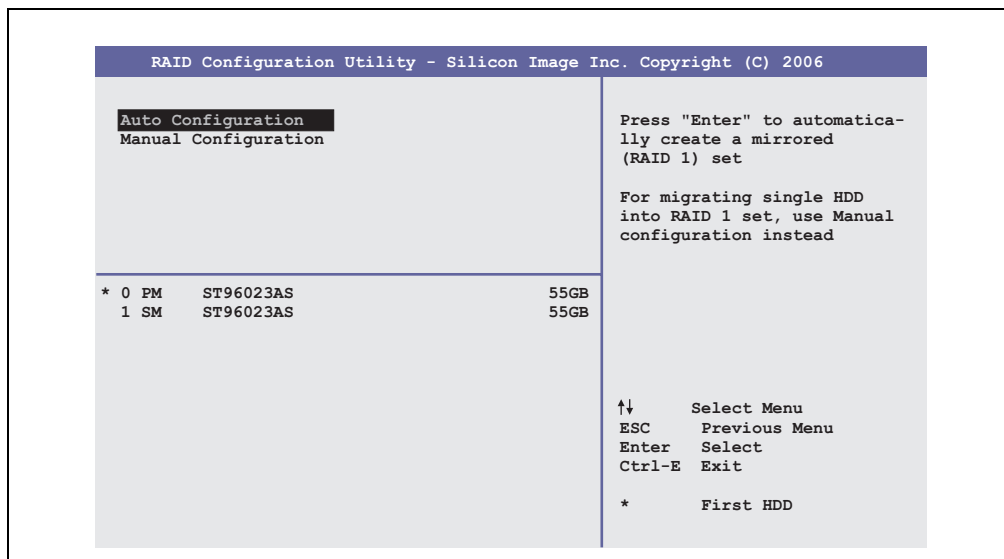 RAID Configuration Utility - Silicon Image Inc. Copyright (C) 2006
Auto Configuration
Manual Configuration
* 0 PM ST96023AS 55GB
1 SM ST96023AS 55GB
Press "Enter" to automatica-
lly create a mirrored
(RAID 1) set
For migrating single HDD
into RAID 1 set, use Manual
configuration instead
↑↓ Select Menu
ESC Previous Menu
Enter Select
Ctrl-E Exit
* First HDD